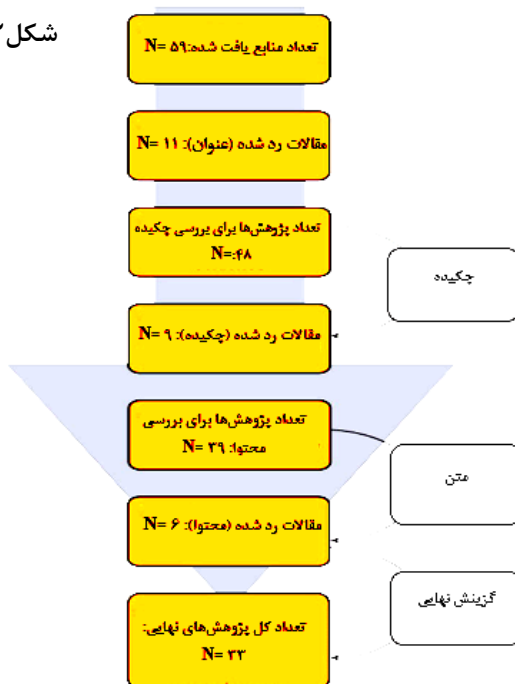 شکل۲
تعداد منابع یافت شده: ۵۹ =N
مقالات رد شده (عنوان): ۱۱ =N
تعداد پژوهش‌ها برای بررسی چکیده
N=:۴۸
چکیده
مقالات رد شده (چکیده): ۹ =N
تعداد پژوهش‌ها برای بررسی
محتوا: ۳۹ =N
متن
مقالات رد شده (محتوا): ۶ =N
گزینش نهایی
تعداد کل پژوهش‌های نهایی:
N= ۳۳